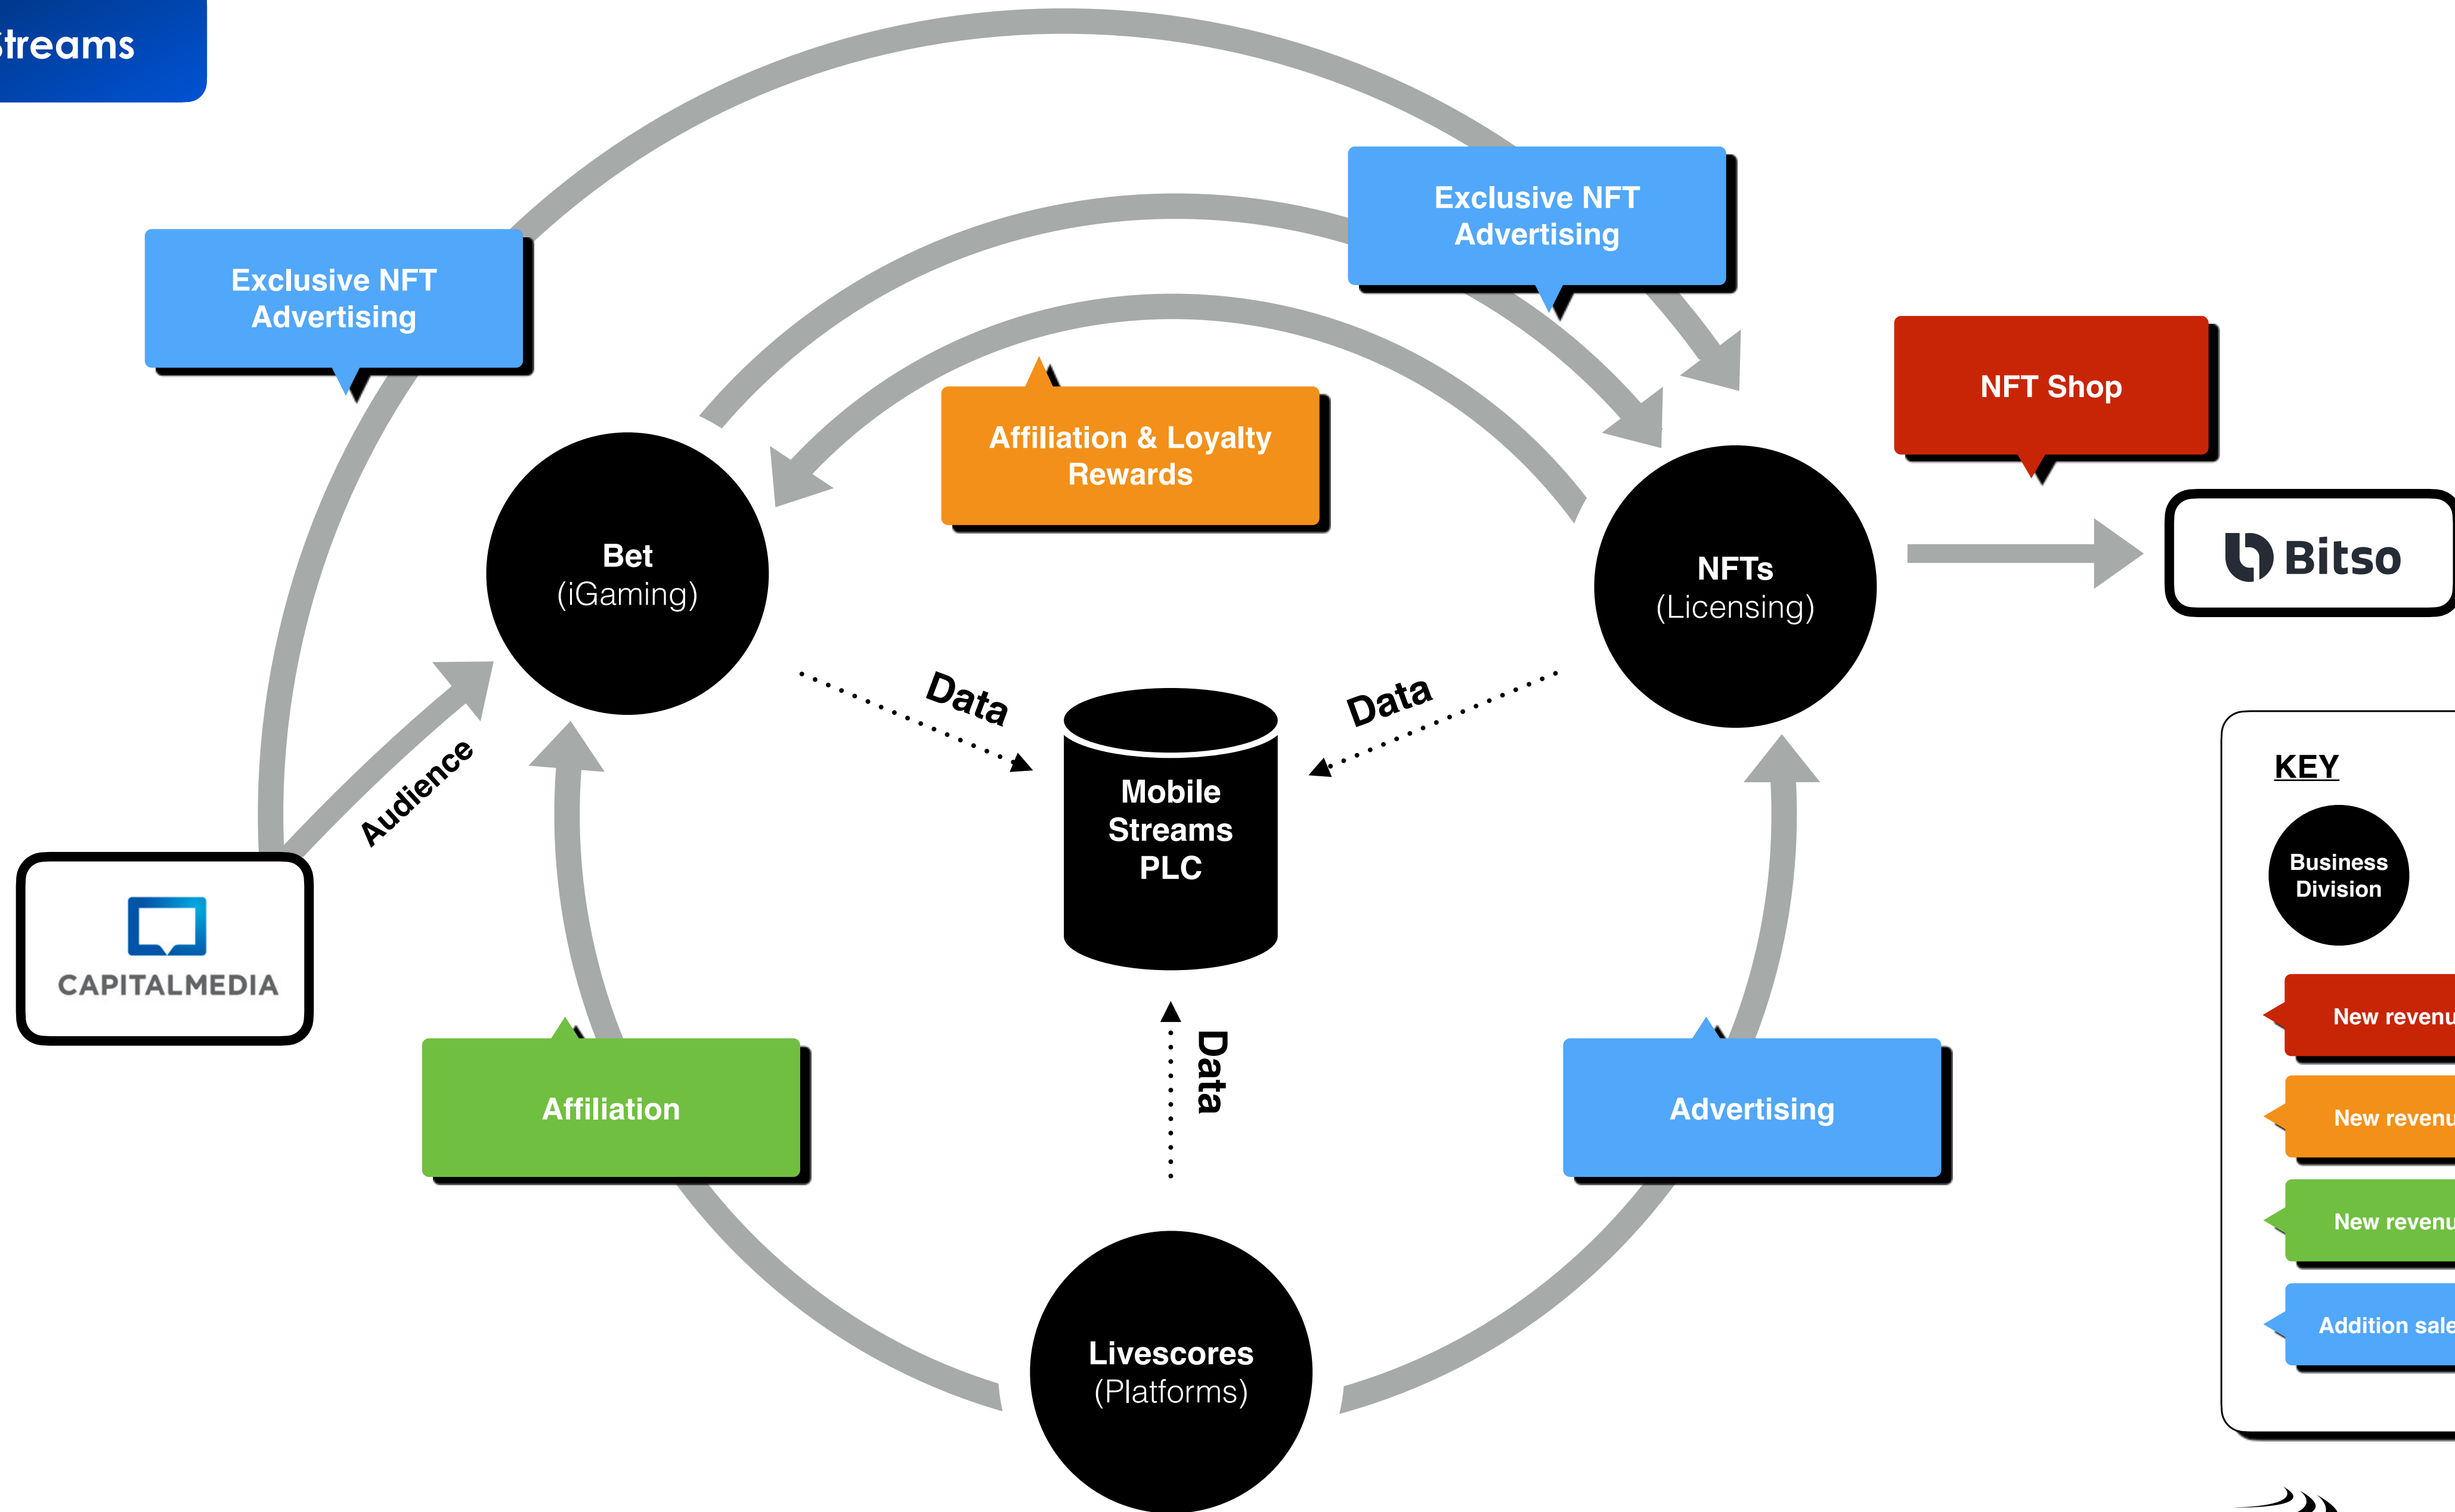 Streams
Exclusive NFT
Advertising
Exclusive NFT
Advertising
NFT Shop
Affiliation & Loyalty
Rewards
Bet
(iGaming)
NFTs
(Licensing)
Bitso
Data
Data
Audience
Mobile
Streams
PLC
KEY
Business
Division
CAPITALMEDIA
Data
Affiliation
Advertising
New revenu
New revenu
New revenu
Addition sale
Livescores
(Platforms)